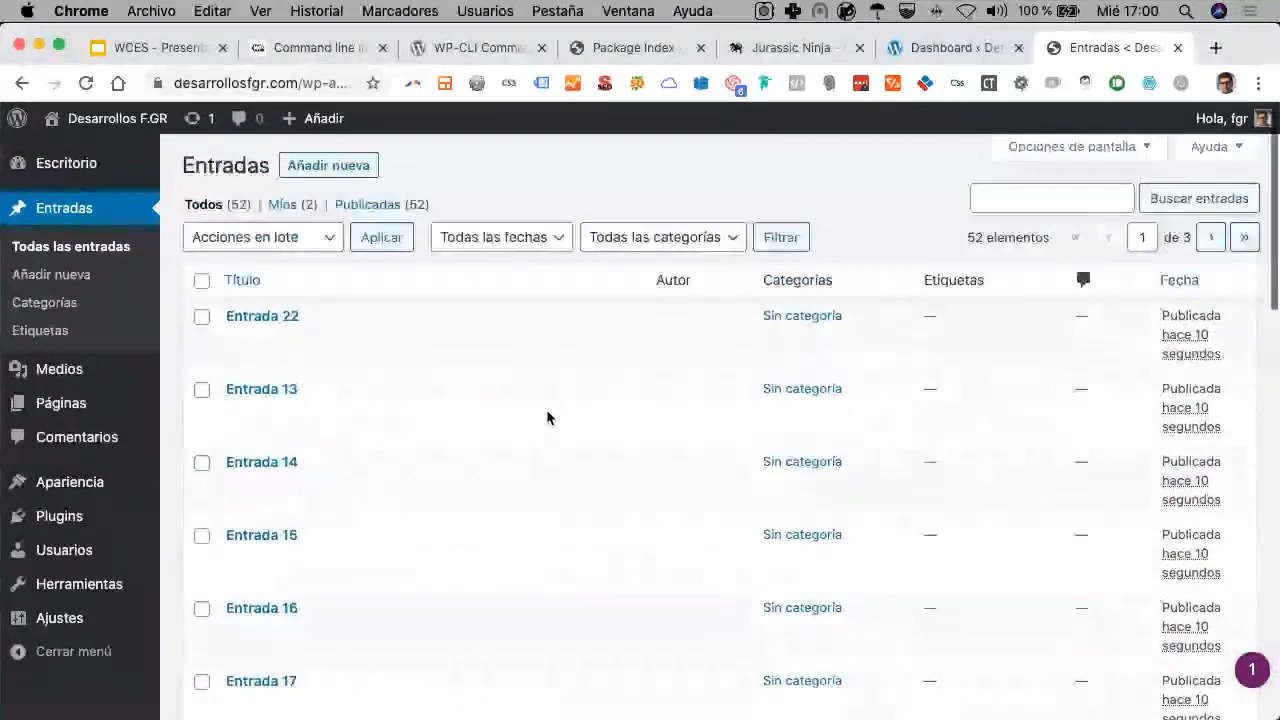 Chrome Archivo Editar Ver Historial Marcadores Usuarios Pestaña Ventana Ayuda 100 % Mié 17:00
WCES - Present × Command line i × WP-CLI Comma × Package Index × Jurassic Ninja - × Dashboard ‹ De × Entradas < Desa × +
desarrollosfgr.com/wp-a...
Desarrollos F.GR 1 0 + Añadir Hola, fgr
Escritorio
Entradas
Todas las entradas
Añadir nueva
Categorías
Etiquetas
Medios
Páginas
Comentarios
Apariencia
Plugins
Usuarios
Herramientas
Ajustes
Cerrar menú
Opciones de pantalla Ayuda
Entradas Añadir nueva
Todos (52) | Míos (2) | Publicadas (52)
Buscar entradas
Acciones en lote Aplicar Todas las fechas Todas las categorías Filtrar 52 elementos « ‹ 1 de 3 › »
Título Autor Categorías Etiquetas Fecha
Entrada 22 Sin categoría — — Publicada
hace 10
segundos
Entrada 13 Sin categoría — — Publicada
hace 10
segundos
Entrada 14 Sin categoría — — Publicada
hace 10
segundos
Entrada 15 Sin categoría — — Publicada
hace 10
segundos
Entrada 16 Sin categoría — — Publicada
hace 10
segundos
Entrada 17 Sin categoría — — Publicada
hace 10
segundos
1